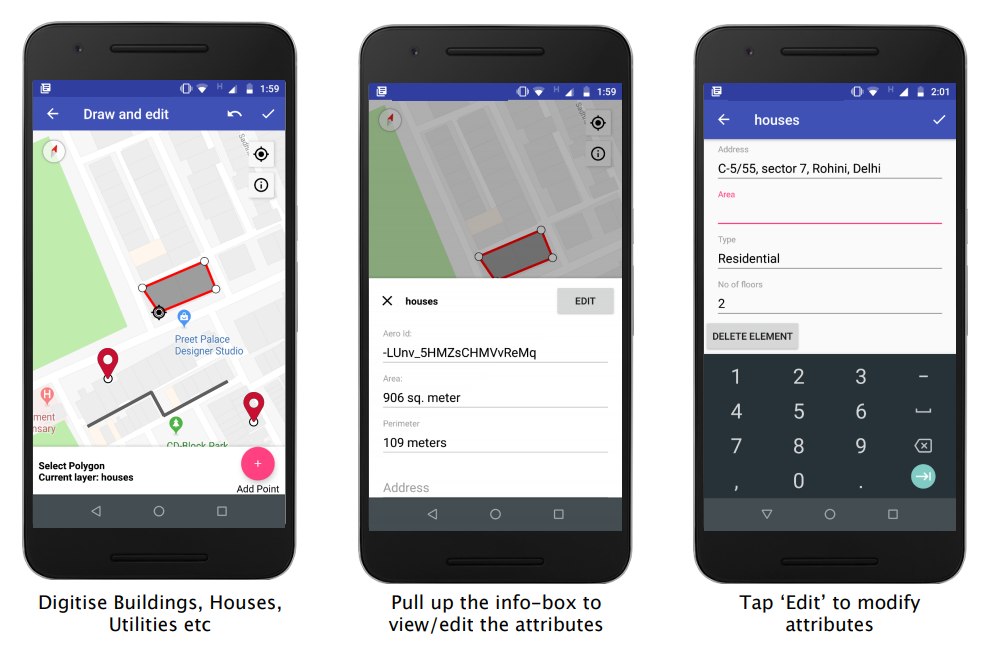 H
1:59
Draw and edit
Sadhv
Preet Palace
Designer Studio
H
ment
nsary
CD-Block Park
Select Polygon
Current layer: houses
+
Add Point
Digitise Buildings, Houses,
Utilities etc
H
1:59
houses
EDIT
Aero Id:
-LUnv_5HMZsCHMVvReMq
Area:
906 sq. meter
Perimeter
109 meters
Address
Pull up the info-box to
view/edit the attributes
H
2:01
houses
Address
C-5/55, sector 7, Rohini, Delhi
Area
Type
Residential
No of floors
2
DELETE ELEMENT
1 2 3 -
4 5 6
7 8 9
, 0 .
Tap ‘Edit’ to modify
attributes